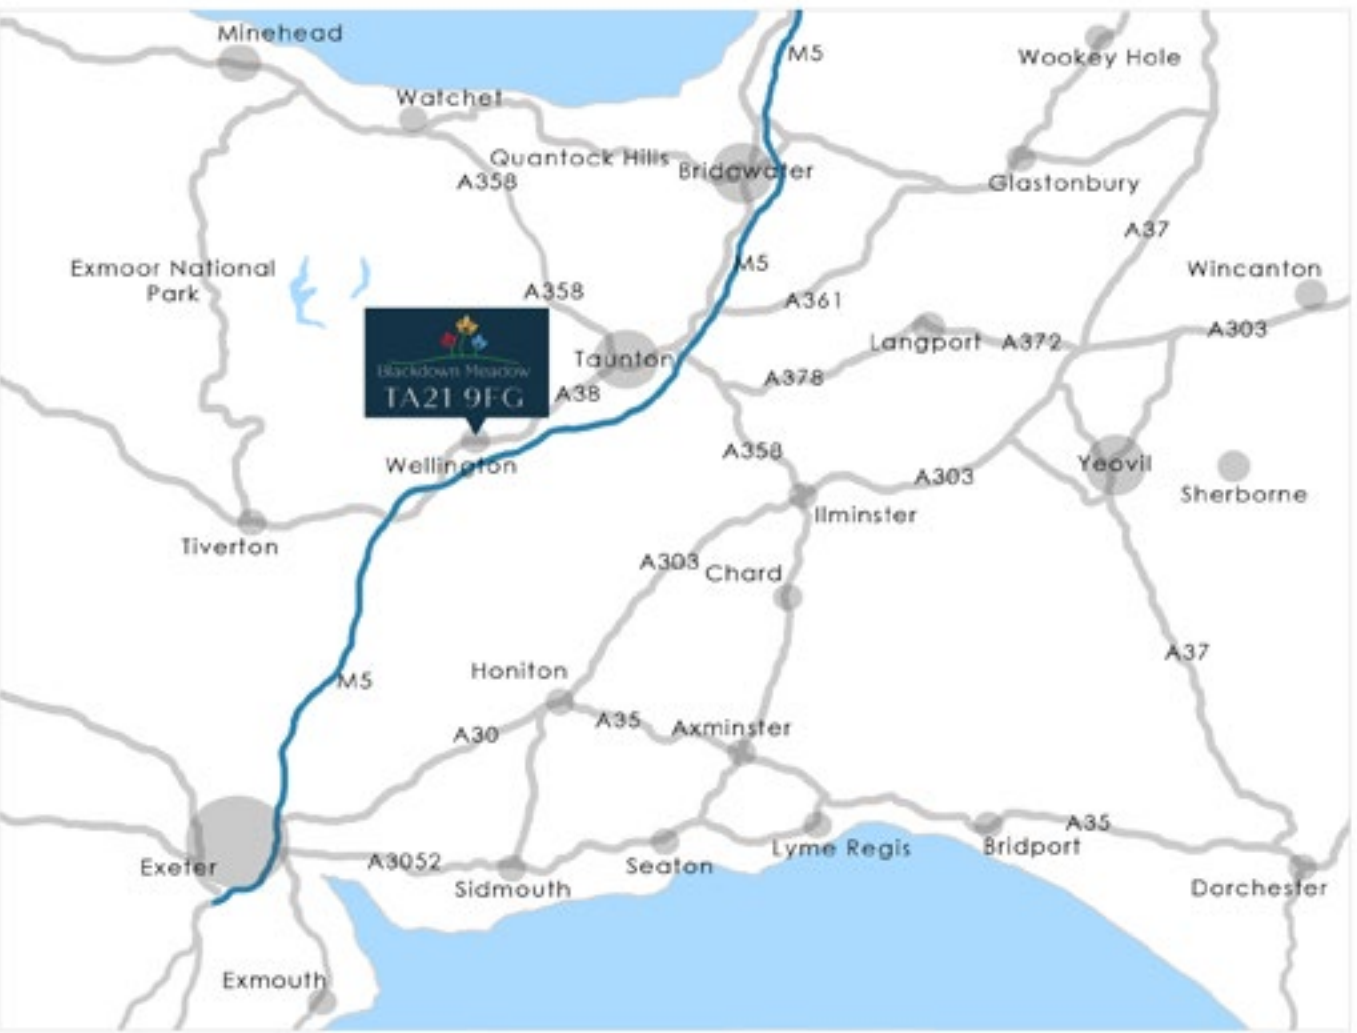 Minehead
M5
Wookey Hole
Watchet
Quantock Hills
Bridgwater
A358
Glastonbury
A37
Exmoor National
Park
M5
Wincanton
A358
A361
A303
Langport
A372
Blackdown Meadow
TA21 9FG
Taunton
A378
A38
A358
Wellington
Yeovil
A303
Sherborne
Ilminster
Tiverton
A303
Chard
A37
Honiton
M5
A35
Axminster
A30
A35
Lyme Regis
Bridport
A3052
Exeter
Seaton
Sidmouth
Dorchester
Exmouth